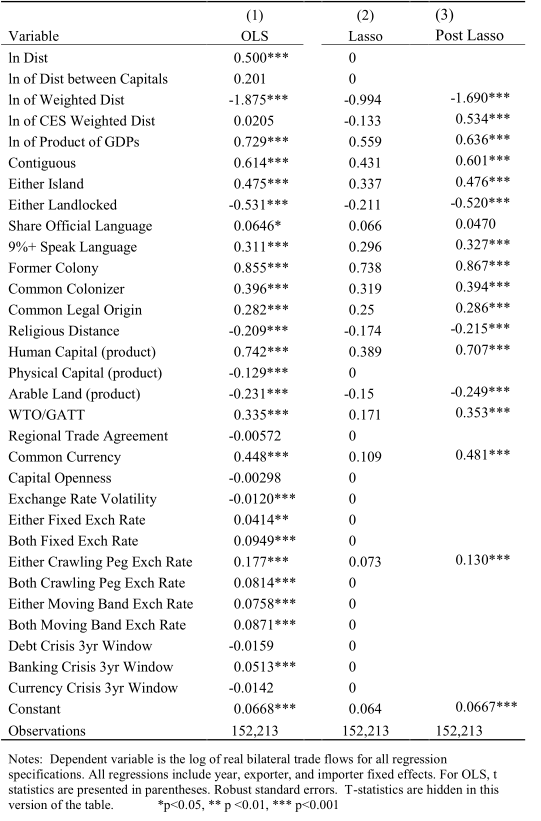 (1) (2) (3)
Variable OLS Lasso Post Lasso
ln Dist 0.500*** 0
ln of Dist between Capitals 0.201 0
ln of Weighted Dist -1.875*** -0.994 -1.690***
ln of CES Weighted Dist 0.0205 -0.133 0.534***
ln of Product of GDPs 0.729*** 0.559 0.636***
Contiguous 0.614*** 0.431 0.601***
Either Island 0.475*** 0.337 0.476***
Either Landlocked -0.531*** -0.211 -0.520***
Share Official Language 0.0646* 0.066 0.0470
9%+ Speak Language 0.311*** 0.296 0.327***
Former Colony 0.855*** 0.738 0.867***
Common Colonizer 0.396*** 0.319 0.394***
Common Legal Origin 0.282*** 0.25 0.286***
Religious Distance -0.209*** -0.174 -0.215***
Human Capital (product) 0.742*** 0.389 0.707***
Physical Capital (product) -0.129*** 0
Arable Land (product) -0.231*** -0.15 -0.249***
WTO/GATT 0.335*** 0.171 0.353***
Regional Trade Agreement -0.00572 0
Common Currency 0.448*** 0.109 0.481***
Capital Openness -0.00298 0
Exchange Rate Volatility -0.0120*** 0
Either Fixed Exch Rate 0.0414** 0
Both Fixed Exch Rate 0.0949*** 0
Either Crawling Peg Exch Rate 0.177*** 0.073 0.130***
Both Crawling Peg Exch Rate 0.0814*** 0
Either Moving Band Exch Rate 0.0758*** 0
Both Moving Band Exch Rate 0.0871*** 0
Debt Crisis 3yr Window -0.0159 0
Banking Crisis 3yr Window 0.0513*** 0
Currency Crisis 3yr Window -0.0142 0
Constant 0.0668*** 0.064 0.0667***
Observations 152,213 152,213 152,213
Notes: Dependent variable is the log of real bilateral trade flows for all regression
specifications. All regressions include year, exporter, and importer fixed effects. For OLS, t
statistics are presented in parentheses. Robust standard errors. T-statistics are hidden in this
version of the table. *p<0.05, ** p <0.01, *** p<0.001